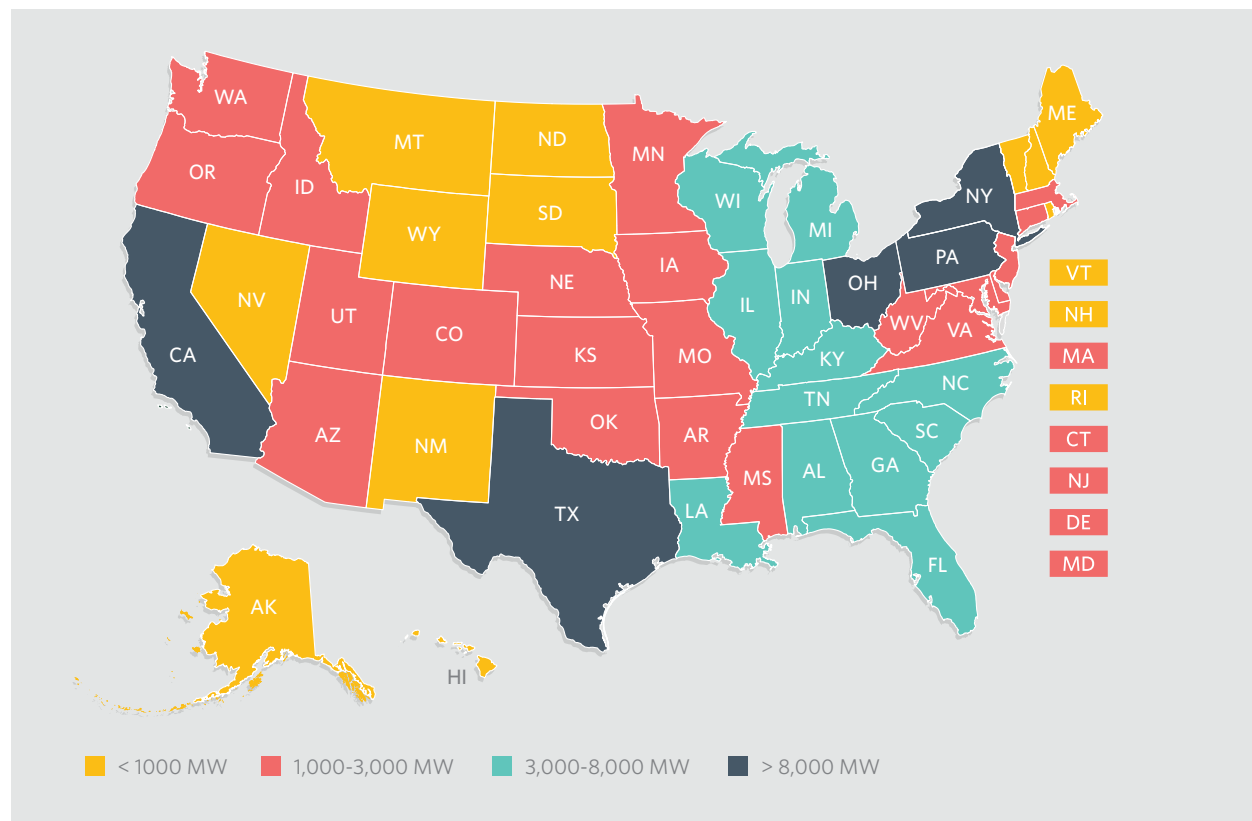 WA
MT
ND
MN
ME
OR
ID
SD
WI
MI
NY
WY
PA
NV
UT
NE
IA
IL
IN
OH
CA
CO
KS
MO
KY
WV
VA
AZ
NM
OK
AR
TN
NC
SC
TX
LA
MS
AL
GA
FL
AK
HI
VT
NH
MA
RI
CT
NJ
DE
MD
< 1000 MW
1,000-3,000 MW
3,000-8,000 MW
> 8,000 MW